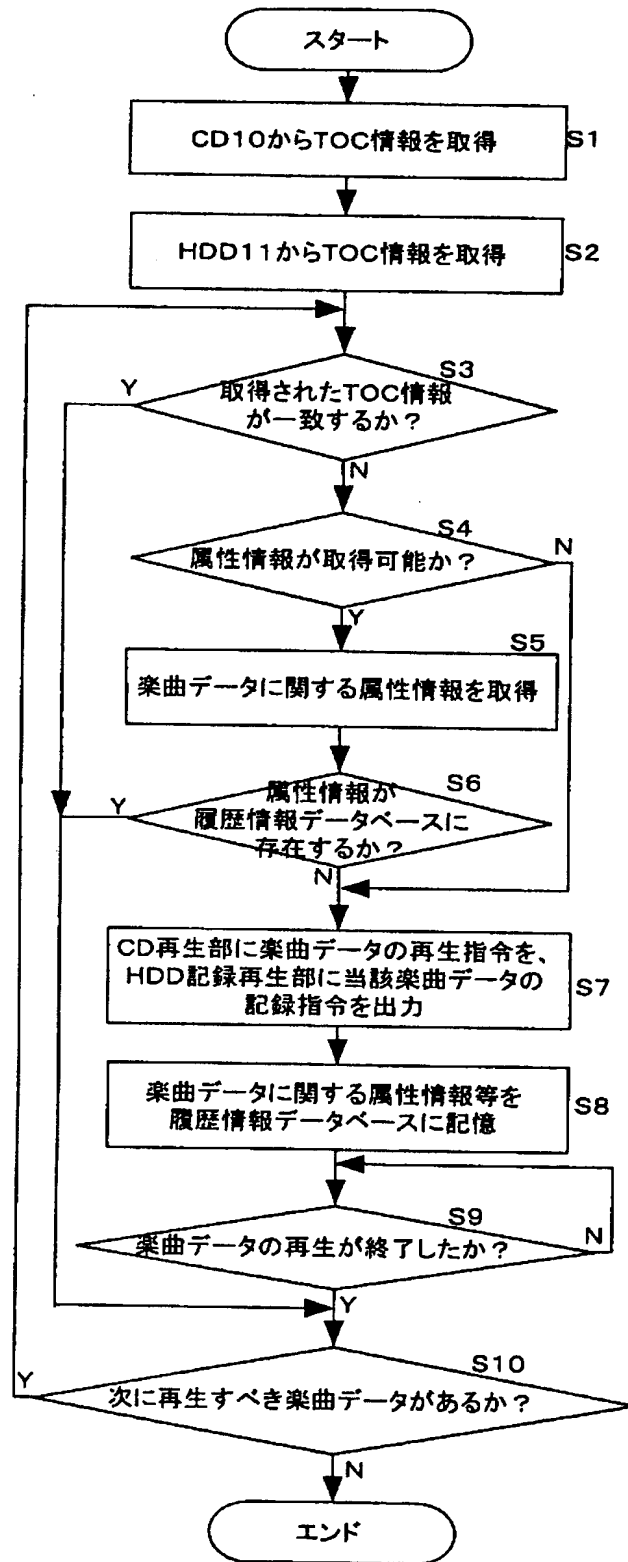 スタート
CD10からTOC情報を取得
S1
HDD11からTOC情報を取得
S2
S3
Y
取得されたTOC情報
が一致するか？
N
S4
属性情報が取得可能か？
N
Y
S5
楽曲データに関する属性情報を取得
S6
Y
属性情報が
履歴情報データベースに
存在するか？
N
CD再生部に楽曲データの再生指令を、
HDD記録再生部に当該楽曲データの
記録指令を出力
S7
楽曲データに関する属性情報等を
履歴情報データベースに記憶
S8
S9
楽曲データの再生が終了したか？
N
Y
S10
Y
次に再生すべき楽曲データがあるか？
N
エンド